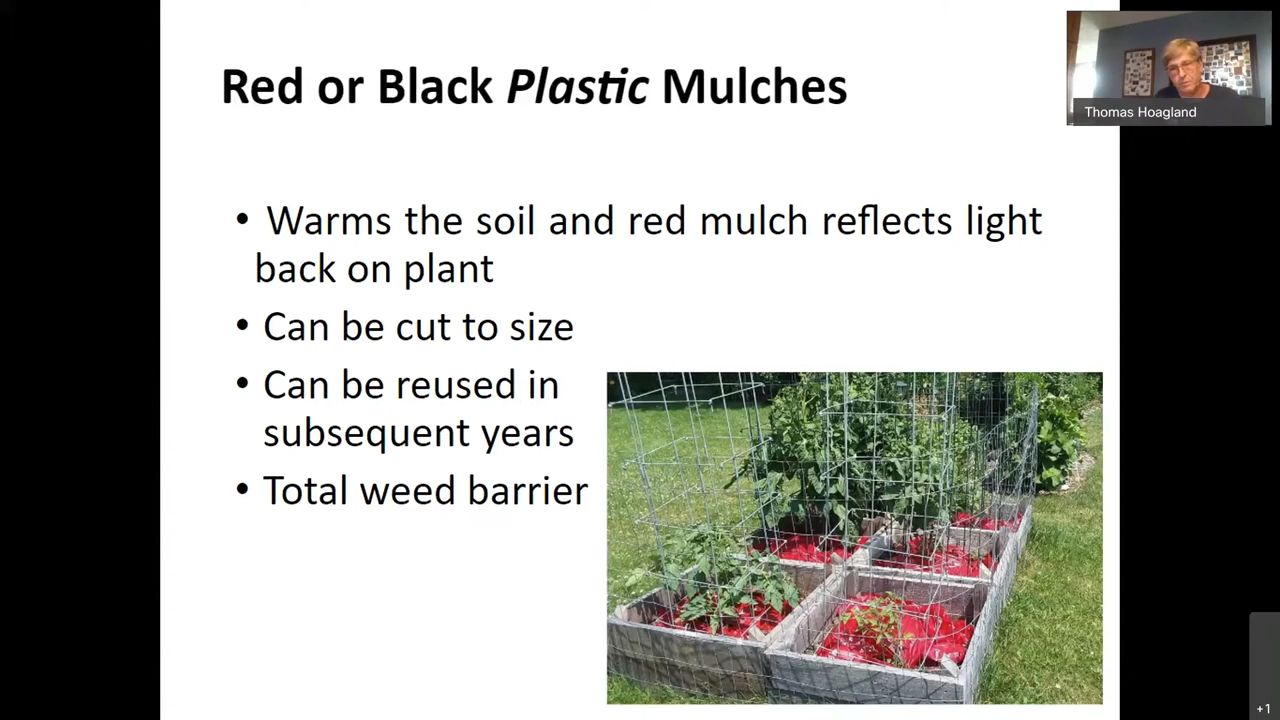 Red or Black Plastic Mulches
• Warms the soil and red mulch reflects light
back on plant
• Can be cut to size
• Can be reused in
subsequent years
• Total weed barrier
Thomas Hoagland
+1